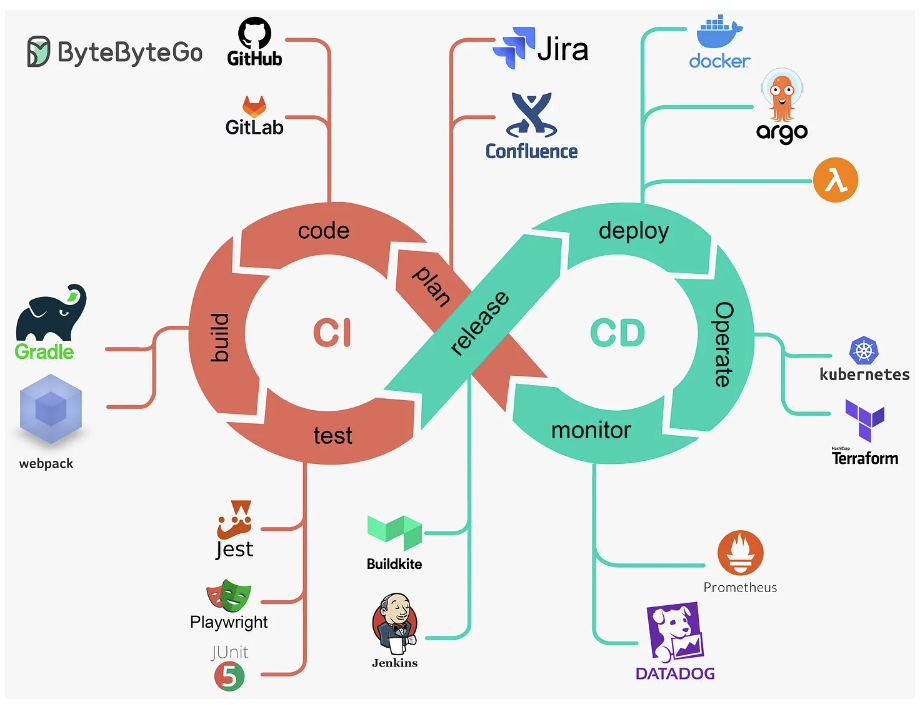 ByteByteGo
GitHub
Jira
docker
GitLab
Confluence
argo
λ
code
deploy
plan
release
build
CI
CD
Operate
Gradle
kubernetes
webpack
test
monitor
HashiCorp
Terraform
Jest
Buildkite
Prometheus
Playwright
JUnit
5
Jenkins
DATADOG